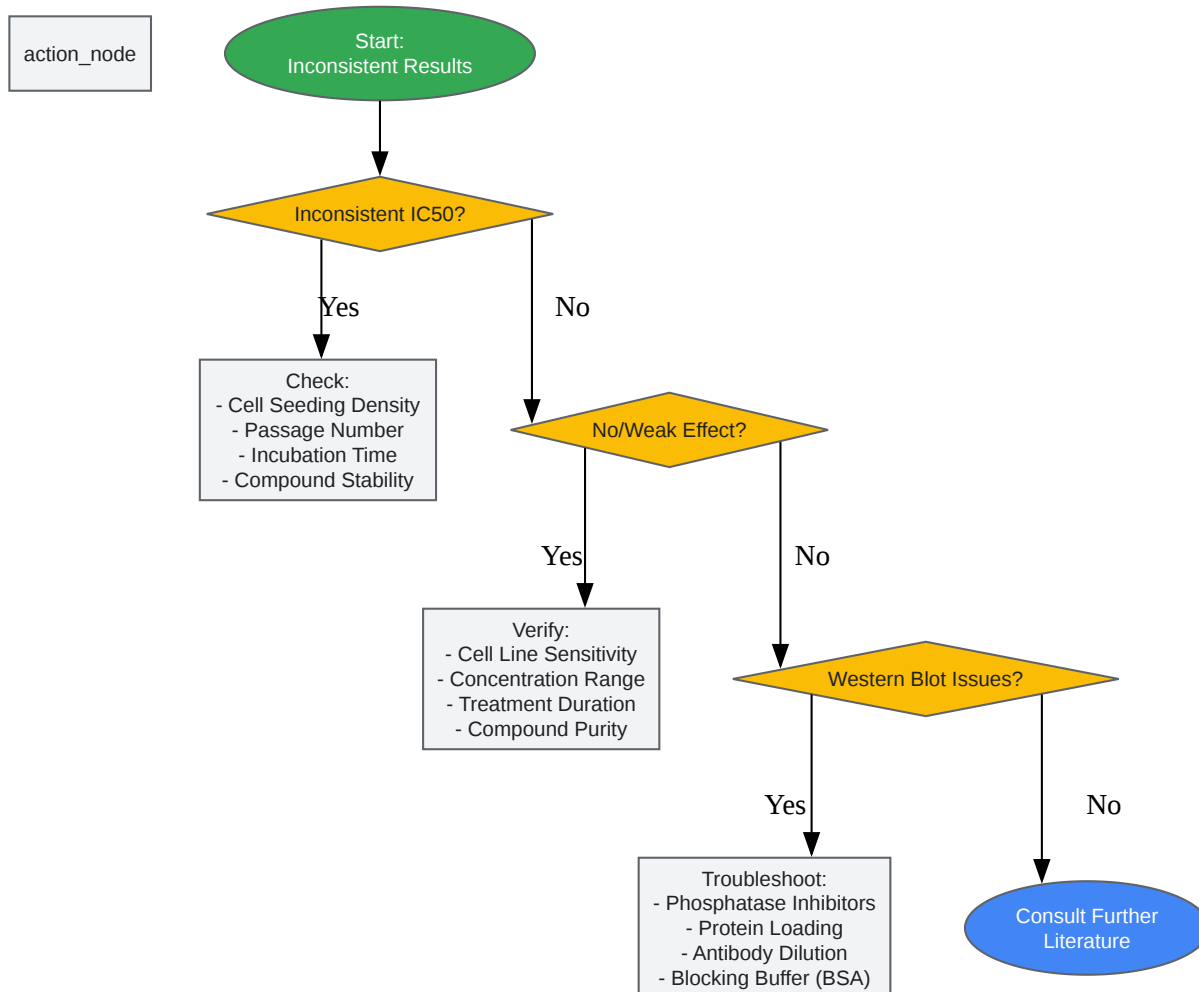 action_node
Start:
Inconsistent Results
Inconsistent IC50?
Yes
No
Check:
- Cell Seeding Density
- Passage Number
- Incubation Time
- Compound Stability
No/Weak Effect?
Yes
No
Verify:
- Cell Line Sensitivity
- Concentration Range
- Treatment Duration
- Compound Purity
Western Blot Issues?
Yes
No
Troubleshoot:
- Phosphatase Inhibitors
- Protein Loading
- Antibody Dilution
- Blocking Buffer (BSA)
Consult Further
Literature